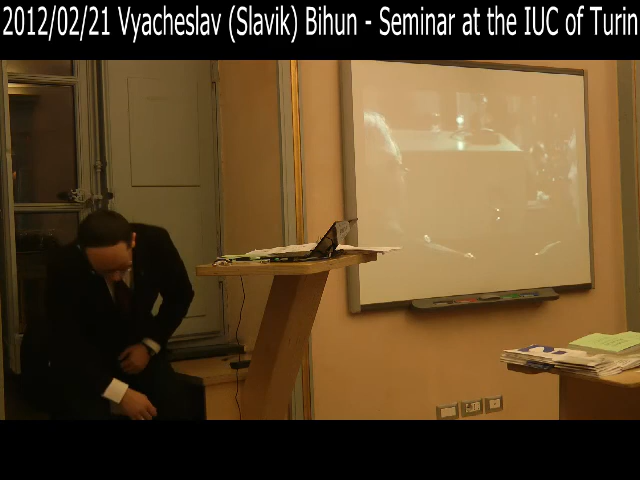 2012/02/21 Vyacheslav (Slavik) Bihun - Seminar at the IUC of Turin